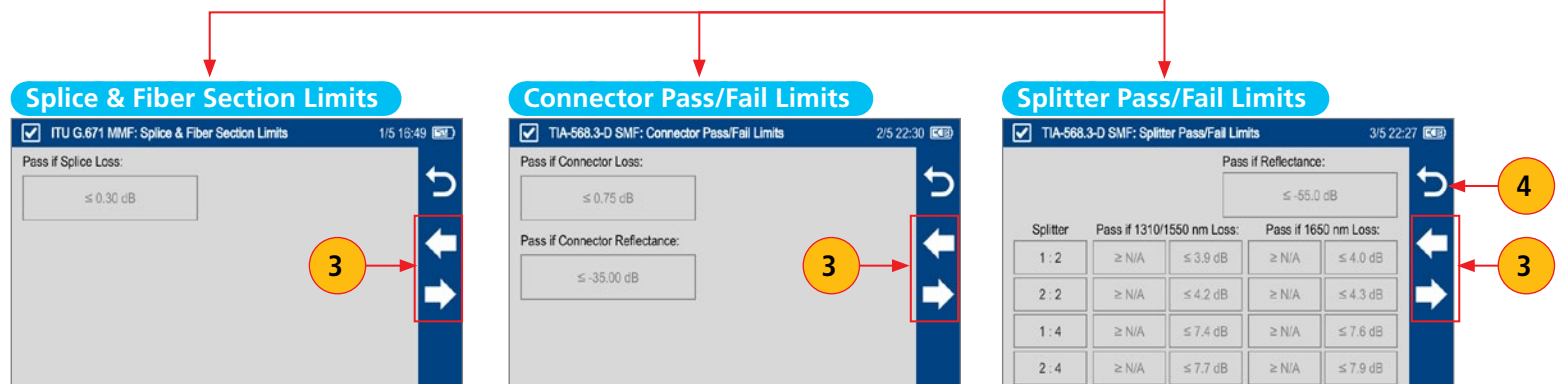 Splice & Fiber Section Limits
ITU G.671 MMF: Splice & Fiber Section Limits 1/5 16:49
Pass if Splice Loss:
≤ 0.30 dB
3
Connector Pass/Fail Limits
TIA-568.3-D SMF: Connector Pass/Fail Limits 2/5 22:30
Pass if Connector Loss:
≤ 0.75 dB
Pass if Connector Reflectance:
≤ -35.00 dB
3
Splitter Pass/Fail Limits
TIA-568.3-D SMF: Splitter Pass/Fail Limits 3/5 22:27
Pass if Reflectance:
≤ -55.0 dB
4
Splitter Pass if 1310/1550 nm Loss: Pass if 1650 nm Loss:
1 : 2 ≥ N/A ≤ 3.9 dB ≥ N/A ≤ 4.0 dB
3
2 : 2 ≥ N/A ≤ 4.2 dB ≥ N/A ≤ 4.3 dB
1 : 4 ≥ N/A ≤ 7.4 dB ≥ N/A ≤ 7.6 dB
2 : 4 ≥ N/A ≤ 7.7 dB ≥ N/A ≤ 7.9 dB